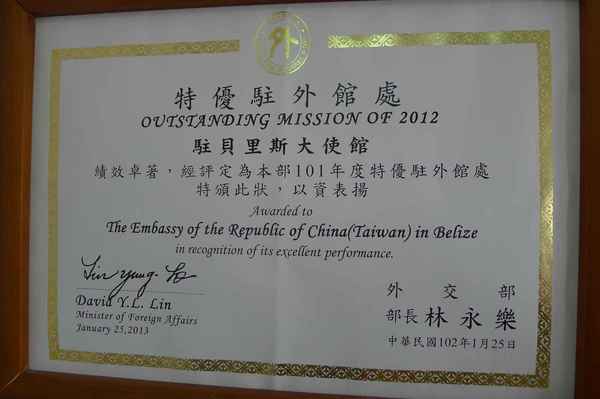 外
特優駐外館處
OUTSTANDING MISSION OF 2012
駐貝里斯大使館
績效卓著，經評定為本部101年度特優駐外館處
特頒此狀，以資表揚
Awarded to
The Embassy of the Republic of China(Taiwan) in Belize
in recognition of its excellent performance.
David Y.L. Lin
Minister of Foreign Affairs
January 25,2013
外交部
部長 林永樂
中華民國102年1月25日